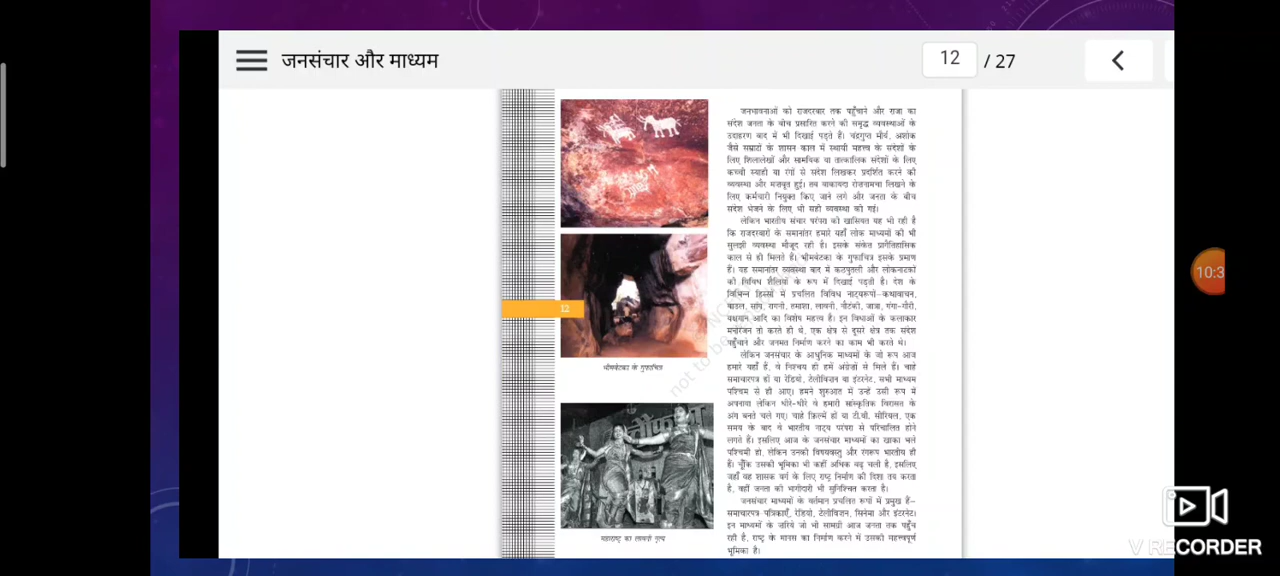 जनसंचार और माध्यम
12 / 27
जनभावनाओं को राजदरबार तक पहुँचाने और राजा का
संदेश जनता के बीच प्रसारित करने की समृद्ध व्यवस्थाओं के
उदाहरण बाद में भी दिखाई पड़ते हैं। चंद्रगुप्त मौर्य, अशोक
जैसे सम्राटों के शासन काल में स्थायी महत्त्व के संदेशों के
लिए शिलालेखों और सामयिक या तात्कालिक संदेशों के लिए
कच्ची स्याही या रंगों से संदेश लिखकर प्रदर्शित करने की
व्यवस्था और मजबूत हुई। तब बाकायदा रोजनामचा लिखने के
लिए कर्मचारी नियुक्त किए जाने लगे और जनता के बीच
संदेश भेजने के लिए भी सही व्यवस्था की गई।
लेकिन भारतीय संचार परंपरा की खासियत यह भी रही है
कि राजदरबारों के समानांतर हमारे यहाँ लोक माध्यमों की भी
सुलझी व्यवस्था मौजूद रही है। इसके संकेत प्रागैतिहासिक
काल से ही मिलते हैं। भीमबेटका के गुफाचित्र इसके प्रमाण
हैं। यह समानांतर व्यवस्था बाद में कठपुतली और लोकनाटकों
की विविध शैलियों के रूप में दिखाई पड़ती है। देश के
विभिन्न हिस्सों में प्रचलित विविध नाट्यरूपों–कथावाचन,
बाउल, सांग, रागनी, तमाशा, लावनी, नौटंकी, जात्रा, गंगा-गौरी,
यक्षगान आदि का विशेष महत्त्व है। इन विधाओं के कलाकार
मनोरंजन तो करते ही थे, एक क्षेत्र से दूसरे क्षेत्र तक संदेश
पहुँचाने और जनमत निर्माण करने का काम भी करते थे।
लेकिन जनसंचार के आधुनिक माध्यमों के जो रूप आज
हमारे यहाँ हैं, वे निश्चय ही हमें अंग्रेज़ों से मिले हैं। चाहे
समाचारपत्र हों या रेडियो, टेलीविज़न या इंटरनेट, सभी माध्यम
पश्चिम से ही आए। हमने शुरुआत में उन्हें उसी रूप में
अपनाया लेकिन धीरे-धीरे वे हमारी सांस्कृतिक विरासत के
अंग बनते चले गए। चाहे फ़िल्में हों या टी.वी. सीरियल, एक
समय के बाद वे भारतीय नाट्य परंपरा से परिचालित होने
लगते हैं। इसलिए आज के जनसंचार माध्यमों का खाका भले
पश्चिमी हो, लेकिन उनकी विषयवस्तु और रंगरूप भारतीय ही
हैं। चूँकि उसकी भूमिका भी कहीं अधिक बढ़ चली है, इसलिए
जहाँ यह शासक वर्ग के लिए राष्ट्र निर्माण की दिशा तय करता
है, वहीं जनता की भागीदारी भी सुनिश्चित करता है।
जनसंचार माध्यमों के वर्तमान प्रचलित रूपों में प्रमुख हैं–
समाचारपत्र-पत्रिकाएँ, रेडियो, टेलीविज़न, सिनेमा और इंटरनेट।
इन माध्यमों के ज़रिये जो भी सामग्री आज जनता तक पहुँच
रही है, राष्ट्र के मानस का निर्माण करने में उसकी महत्त्वपूर्ण
भूमिका है।
12
भीमबेटका के गुफाचित्र
महाराष्ट्र का लावनी नृत्य
not to be
10:3
V RECORDER